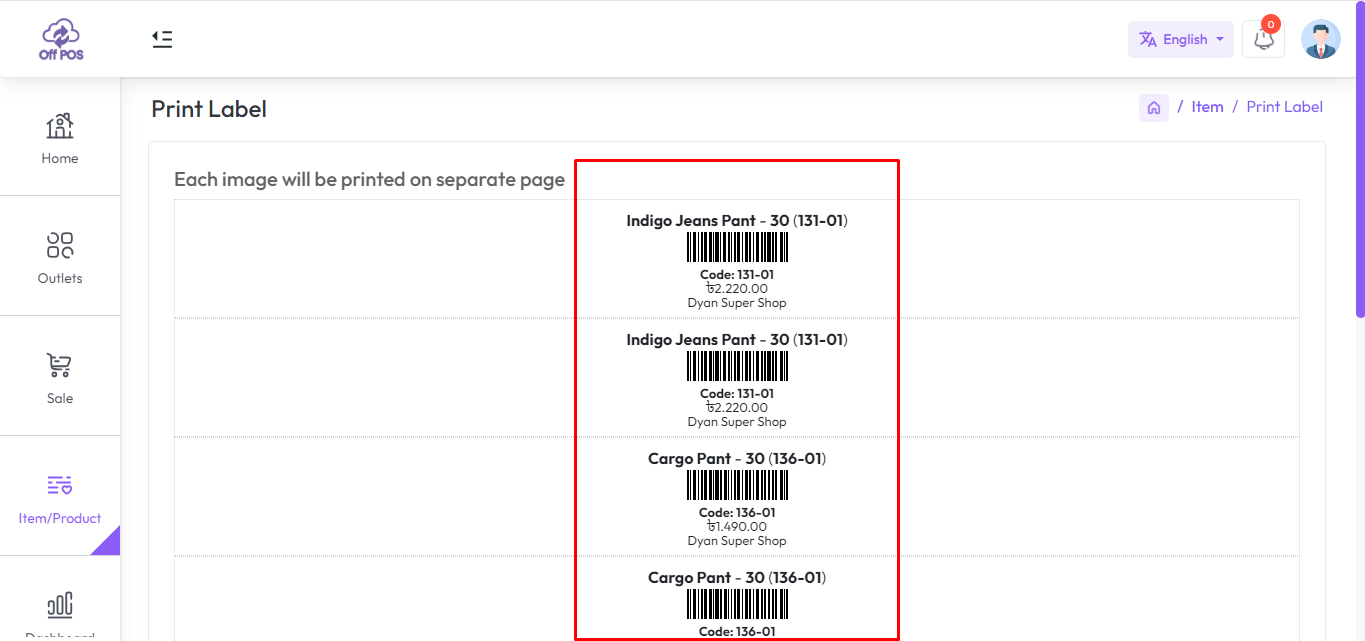 Off POS
English
0
Print Label
/ Item / Print Label
Home
Outlets
Sale
Item/Product
Dashboard
Each image will be printed on separate page
Indigo Jeans Pant - 30 (131-01)
Code: 131-01
৳2.220.00
Dyan Super Shop
Indigo Jeans Pant - 30 (131-01)
Code: 131-01
৳2.220.00
Dyan Super Shop
Cargo Pant - 30 (136-01)
Code: 136-01
৳1.490.00
Dyan Super Shop
Cargo Pant - 30 (136-01)
Code: 136-01